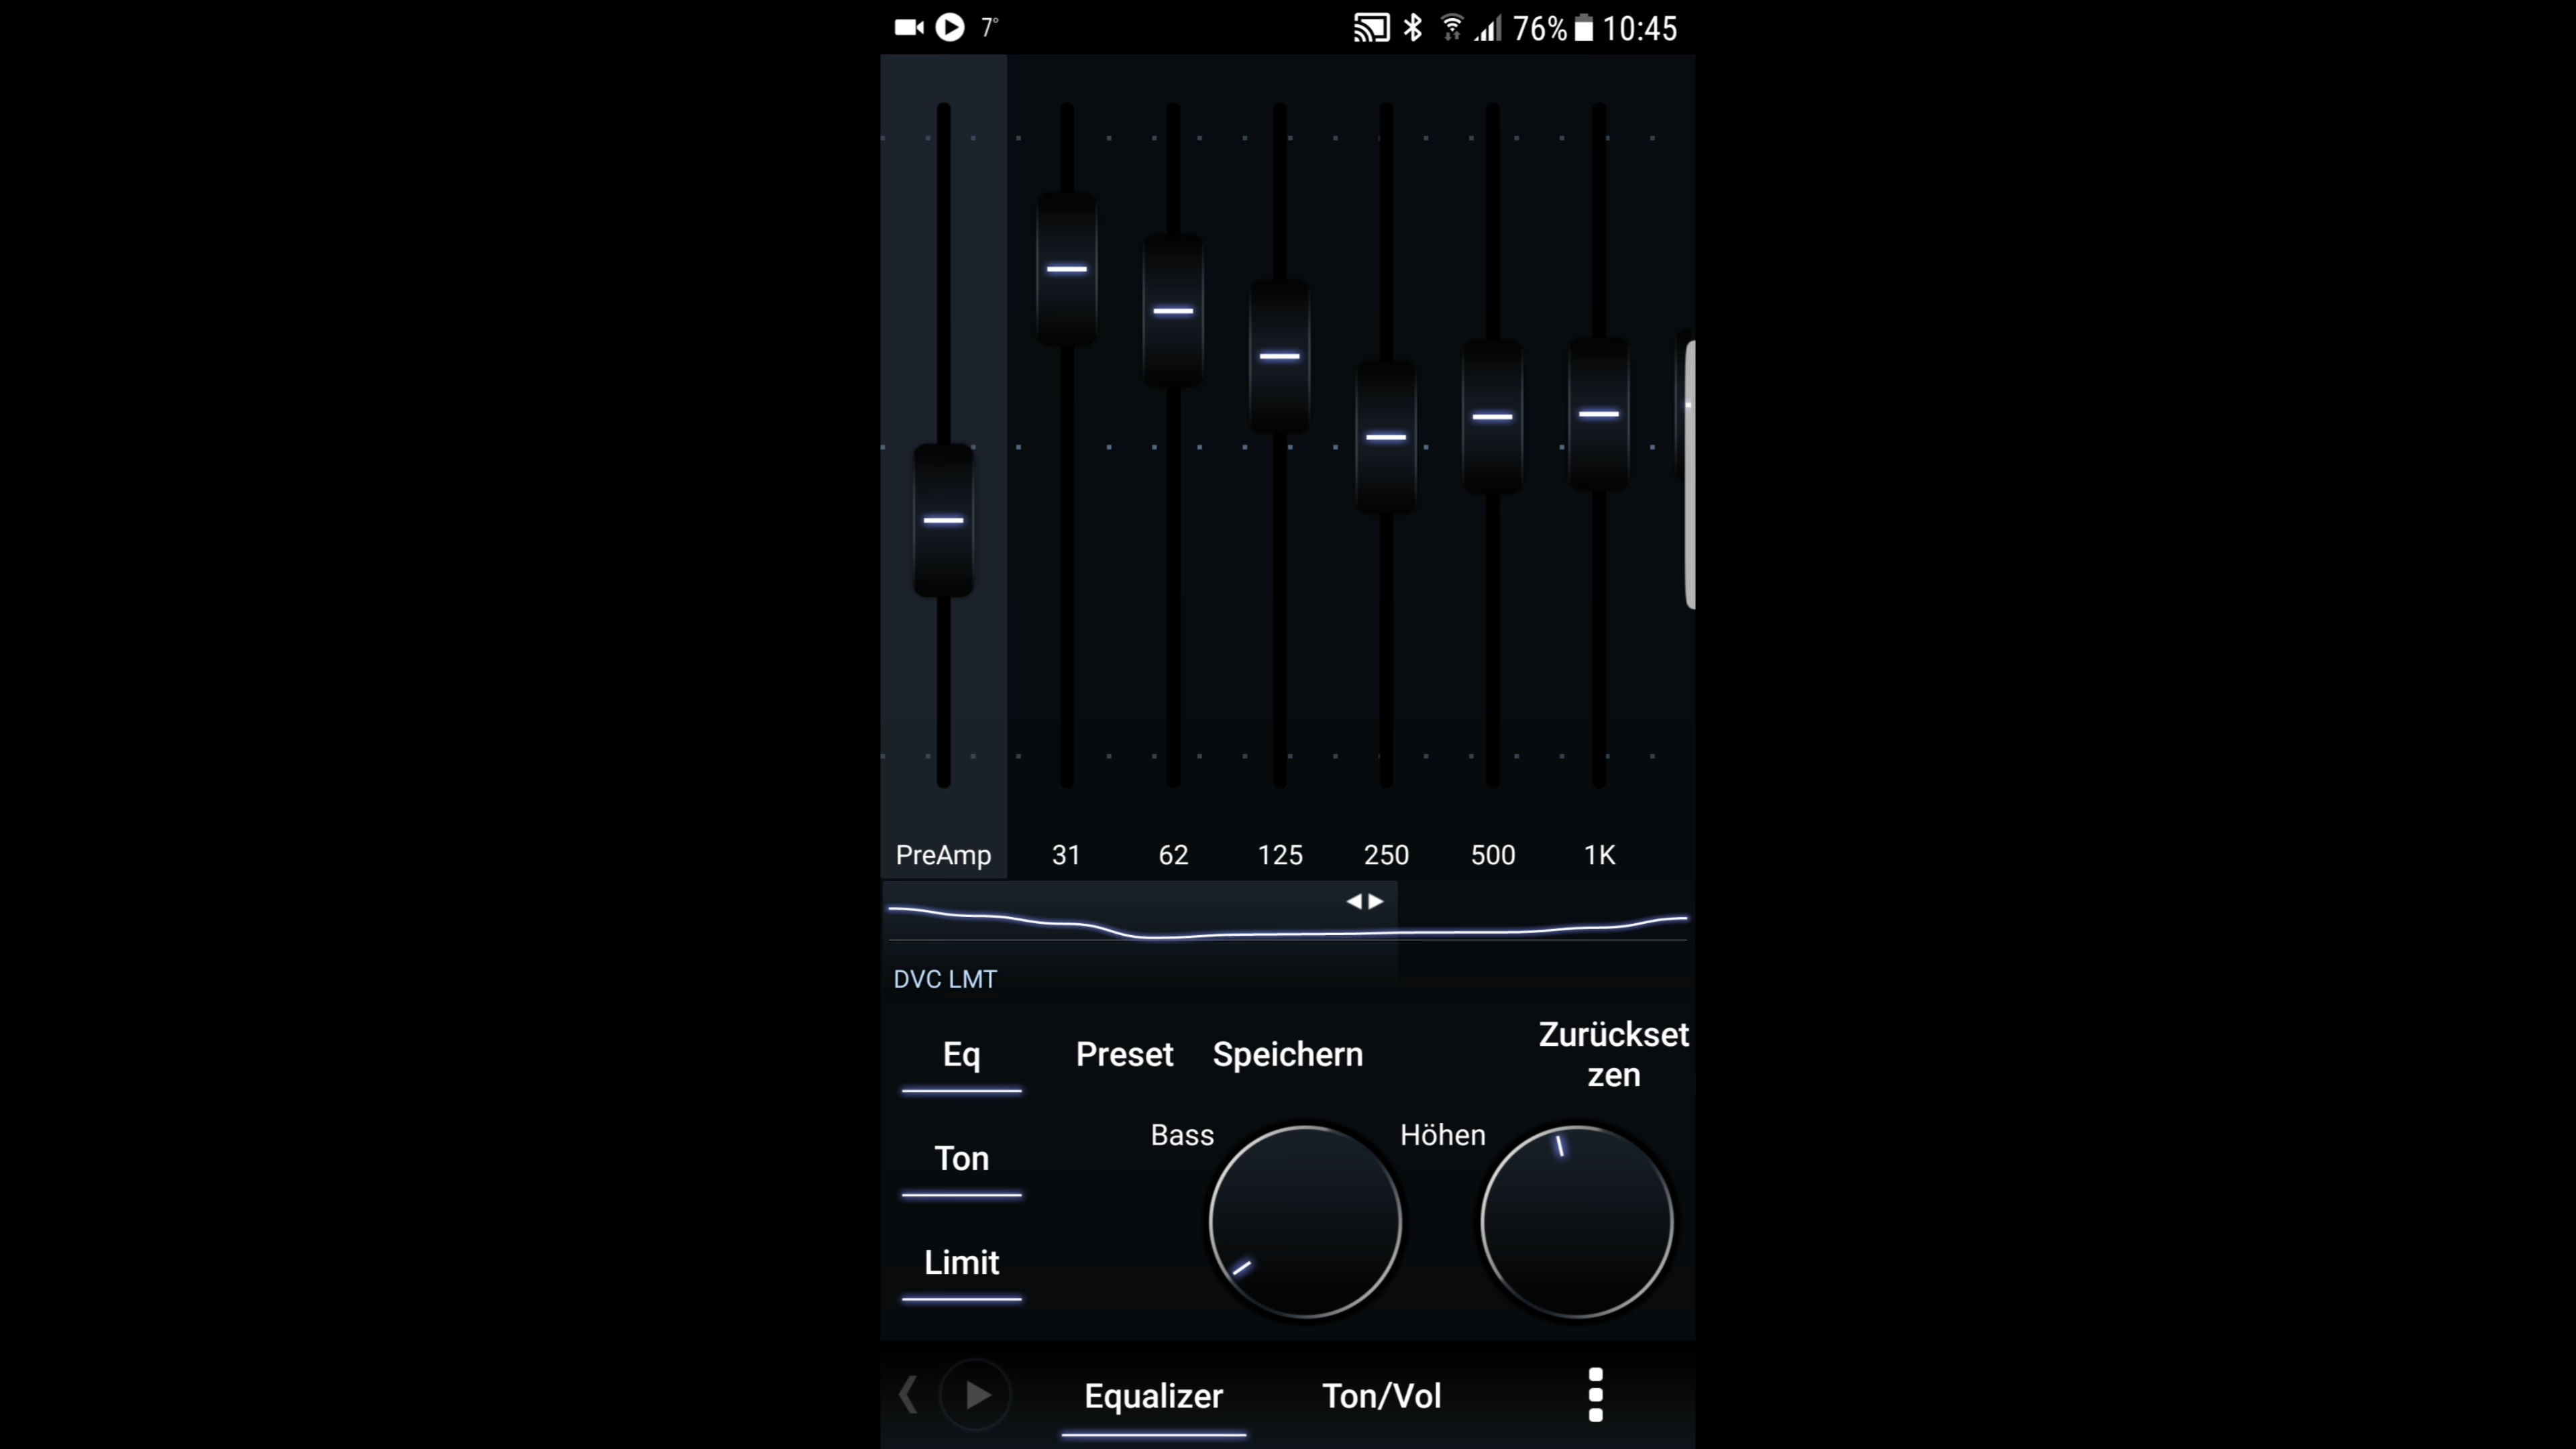 7° 76% 10:45
PreAmp 31 62 125 250 500 1K
DVC LMT
Eq Preset Speichern Zurückset
zen
Bass Höhen
Ton
Limit
Equalizer Ton/Vol